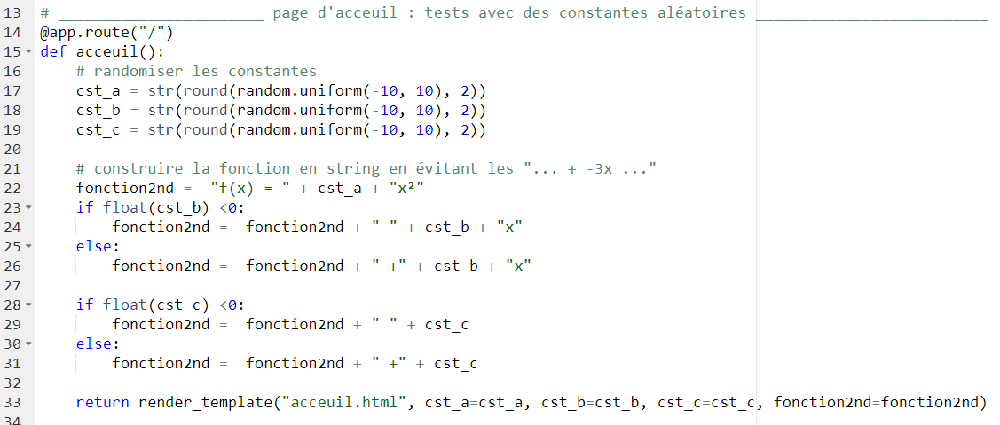 13 # _______________________ page d'acceuil : tests avec des constantes aléatoires __________________________
14 @app.route("/")
15 def acceuil():
16     # randomiser les constantes
17     cst_a = str(round(random.uniform(-10, 10), 2))
18     cst_b = str(round(random.uniform(-10, 10), 2))
19     cst_c = str(round(random.uniform(-10, 10), 2))
20
21     # construire la fonction en string en évitant les "... + -3x ..."
22     fonction2nd =  "f(x) = " + cst_a + "x²"
23     if float(cst_b) <0:
24         fonction2nd =  fonction2nd + " " + cst_b + "x"
25     else:
26         fonction2nd =  fonction2nd + " +" + cst_b + "x"
27
28     if float(cst_c) <0:
29         fonction2nd =  fonction2nd + " " + cst_c
30     else:
31         fonction2nd =  fonction2nd + " +" + cst_c
32
33     return render_template("acceuil.html", cst_a=cst_a, cst_b=cst_b, cst_c=cst_c, fonction2nd=fonction2nd)
34